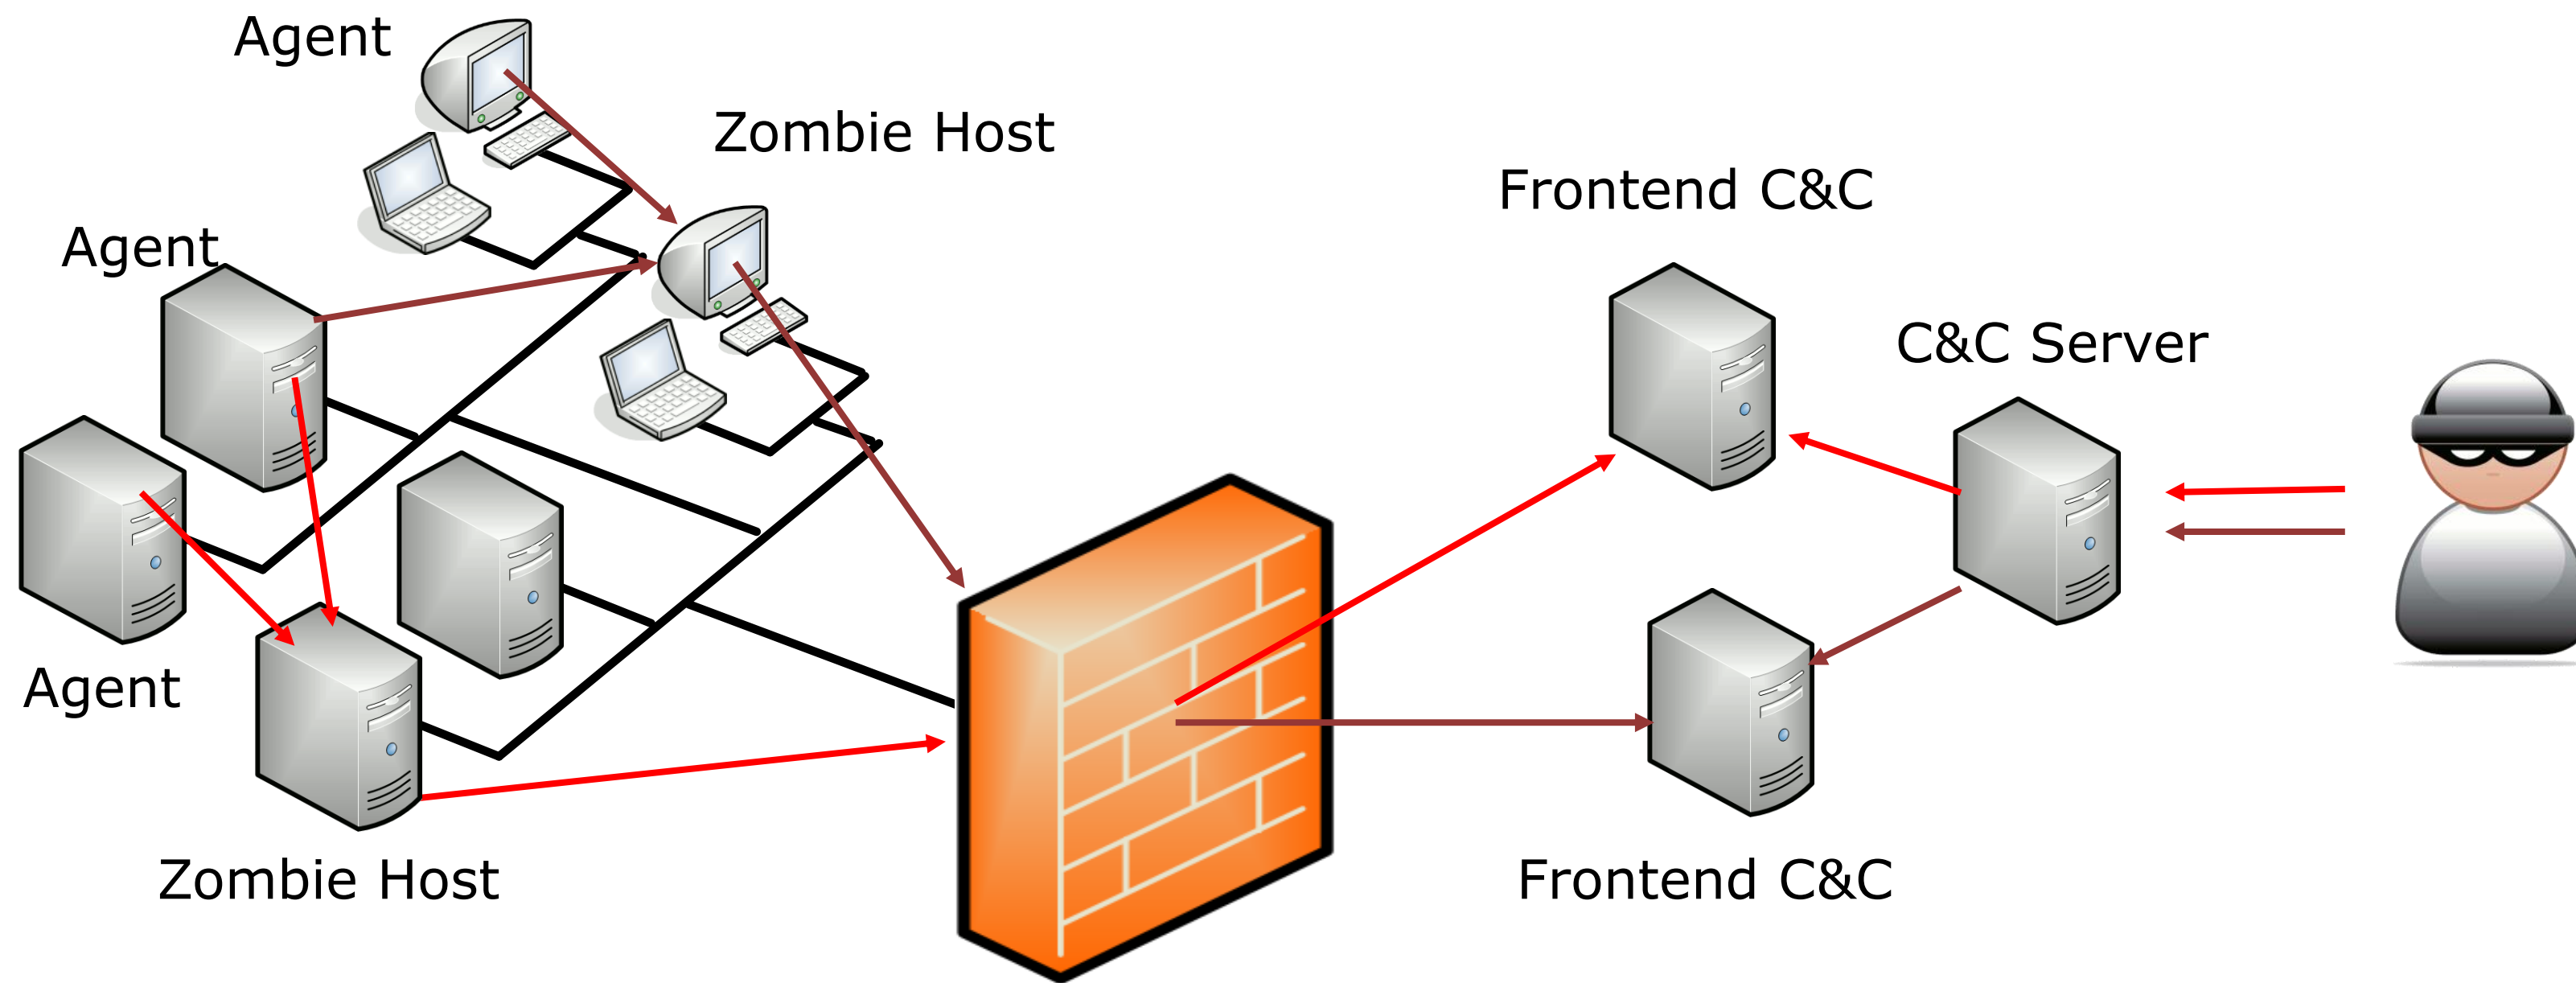 Agent
Zombie Host
Frontend C&C
Agent
C&C Server
Agent
Zombie Host
Frontend C&C